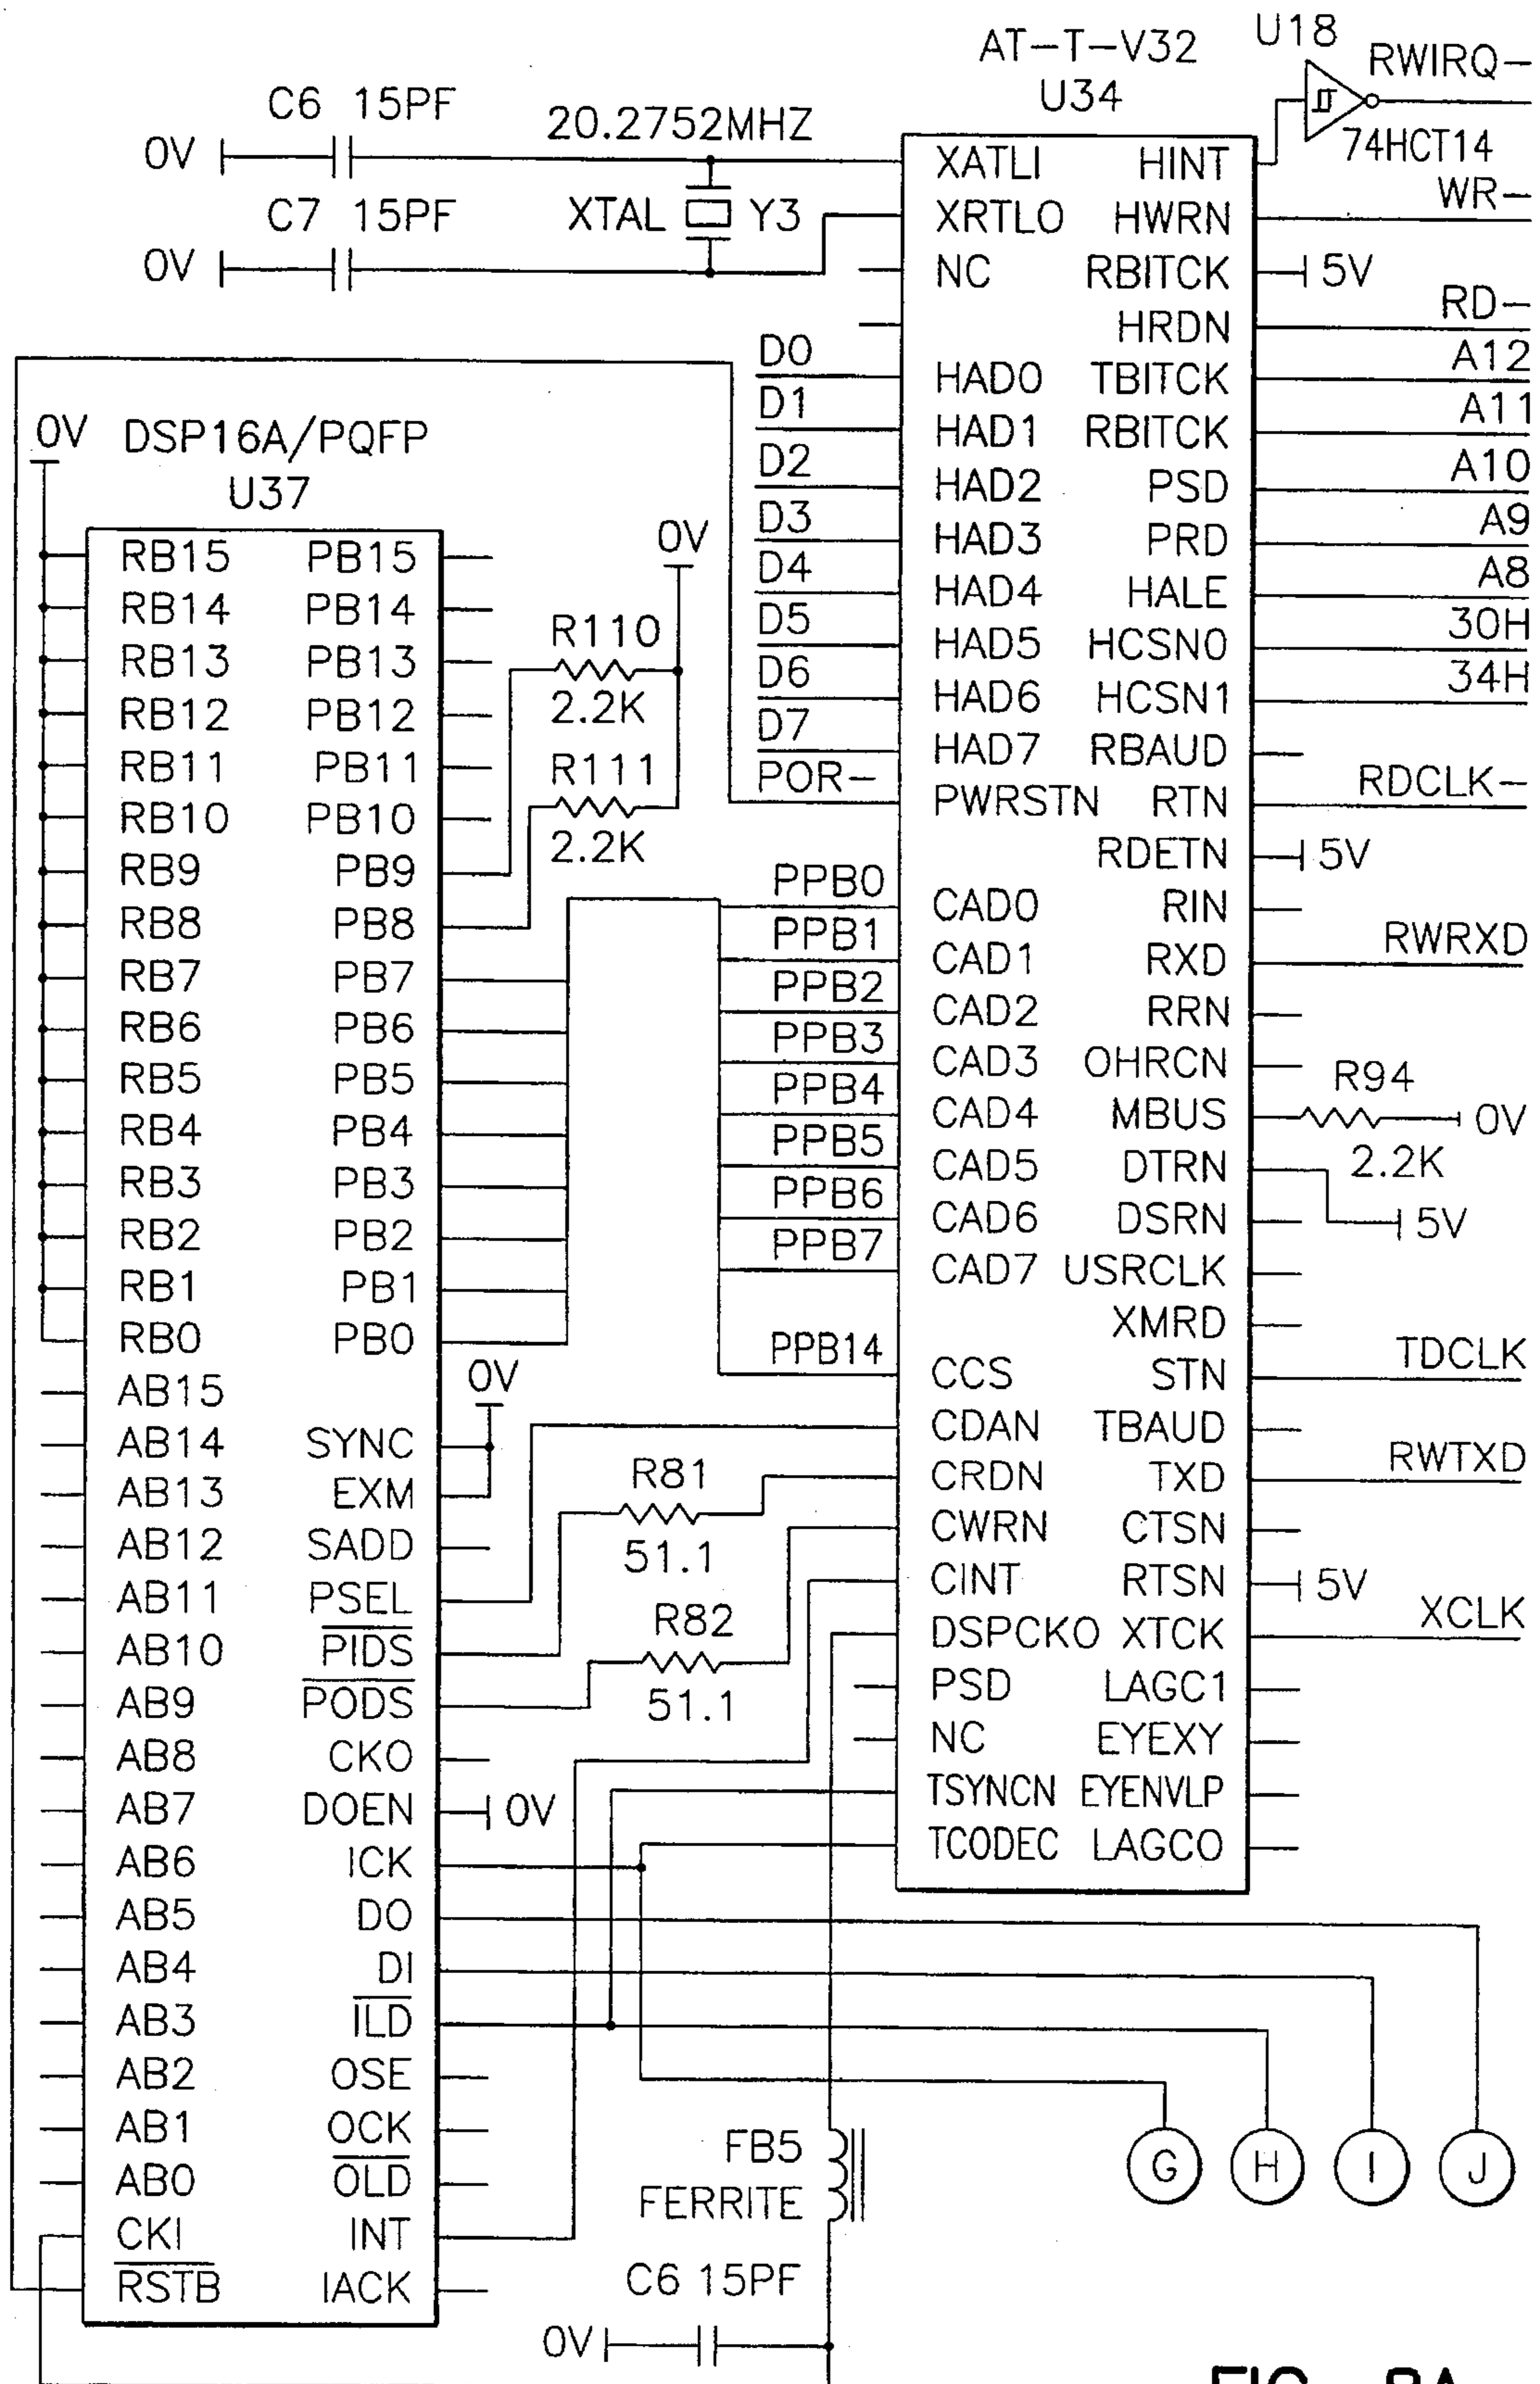 AT-T-V32
U34
U18
RWIRQ-
74HCT14
C6 15PF
20.2752MHZ
0V
C7 15PF
XTAL Y3
0V
XATLI HINT
XRTLO HWRN WR-
NC RBITCK 5V
HRDN RD-
D0 HAD0 TBITCK A12
D1 HAD1 RBITCK A11
D2 HAD2 PSD A10
D3 HAD3 PRD A9
D4 HAD4 HALE A8
D5 HAD5 HCSN0 30H
D6 HAD6 HCSN1 34H
D7 HAD7 RBAUD
POR- PWRSTN RTN RDCLK-
RDETN 5V
PPB0 CAD0 RIN
PPB1 CAD1 RXD RWRXD
PPB2 CAD2 RRN
PPB3 CAD3 OHRCN
PPB4 CAD4 MBUS R94 2.2K 0V
PPB5 CAD5 DTRN
PPB6 CAD6 DSRN 5V
PPB7 CAD7 USRCLK
XMRD
PPB14 CCS STN TDCLK
CDAN TBAUD
CRDN TXD RWTXD
CWRN CTSN
CINT RTSN 5V
DSPCKO XTCK XCLK
PSD LAGC1
NC EYEXY
TSYNCN EYENVLP
TCODEC LAGCO
0V DSP16A/PQFP
U37
RB15 PB15
RB14 PB14
RB13 PB13
RB12 PB12
RB11 PB11
RB10 PB10
RB9 PB9
RB8 PB8
RB7 PB7
RB6 PB6
RB5 PB5
RB4 PB4
RB3 PB3
RB2 PB2
RB1 PB1
RB0 PB0
AB15
AB14 SYNC
AB13 EXM
AB12 SADD
AB11 PSEL
AB10 PIDS
AB9 PODS
AB8 CKO
AB7 DOEN 0V
AB6 ICK
AB5 DO
AB4 DI
AB3 ILD
AB2 OSE
AB1 OCK
AB0 OLD
CKI INT
RSTB IACK
0V
R110
2.2K
R111
2.2K
0V
R81
51.1
R82
51.1
FB5
FERRITE
C6 15PF
0V
G H I J
FIG. 8A